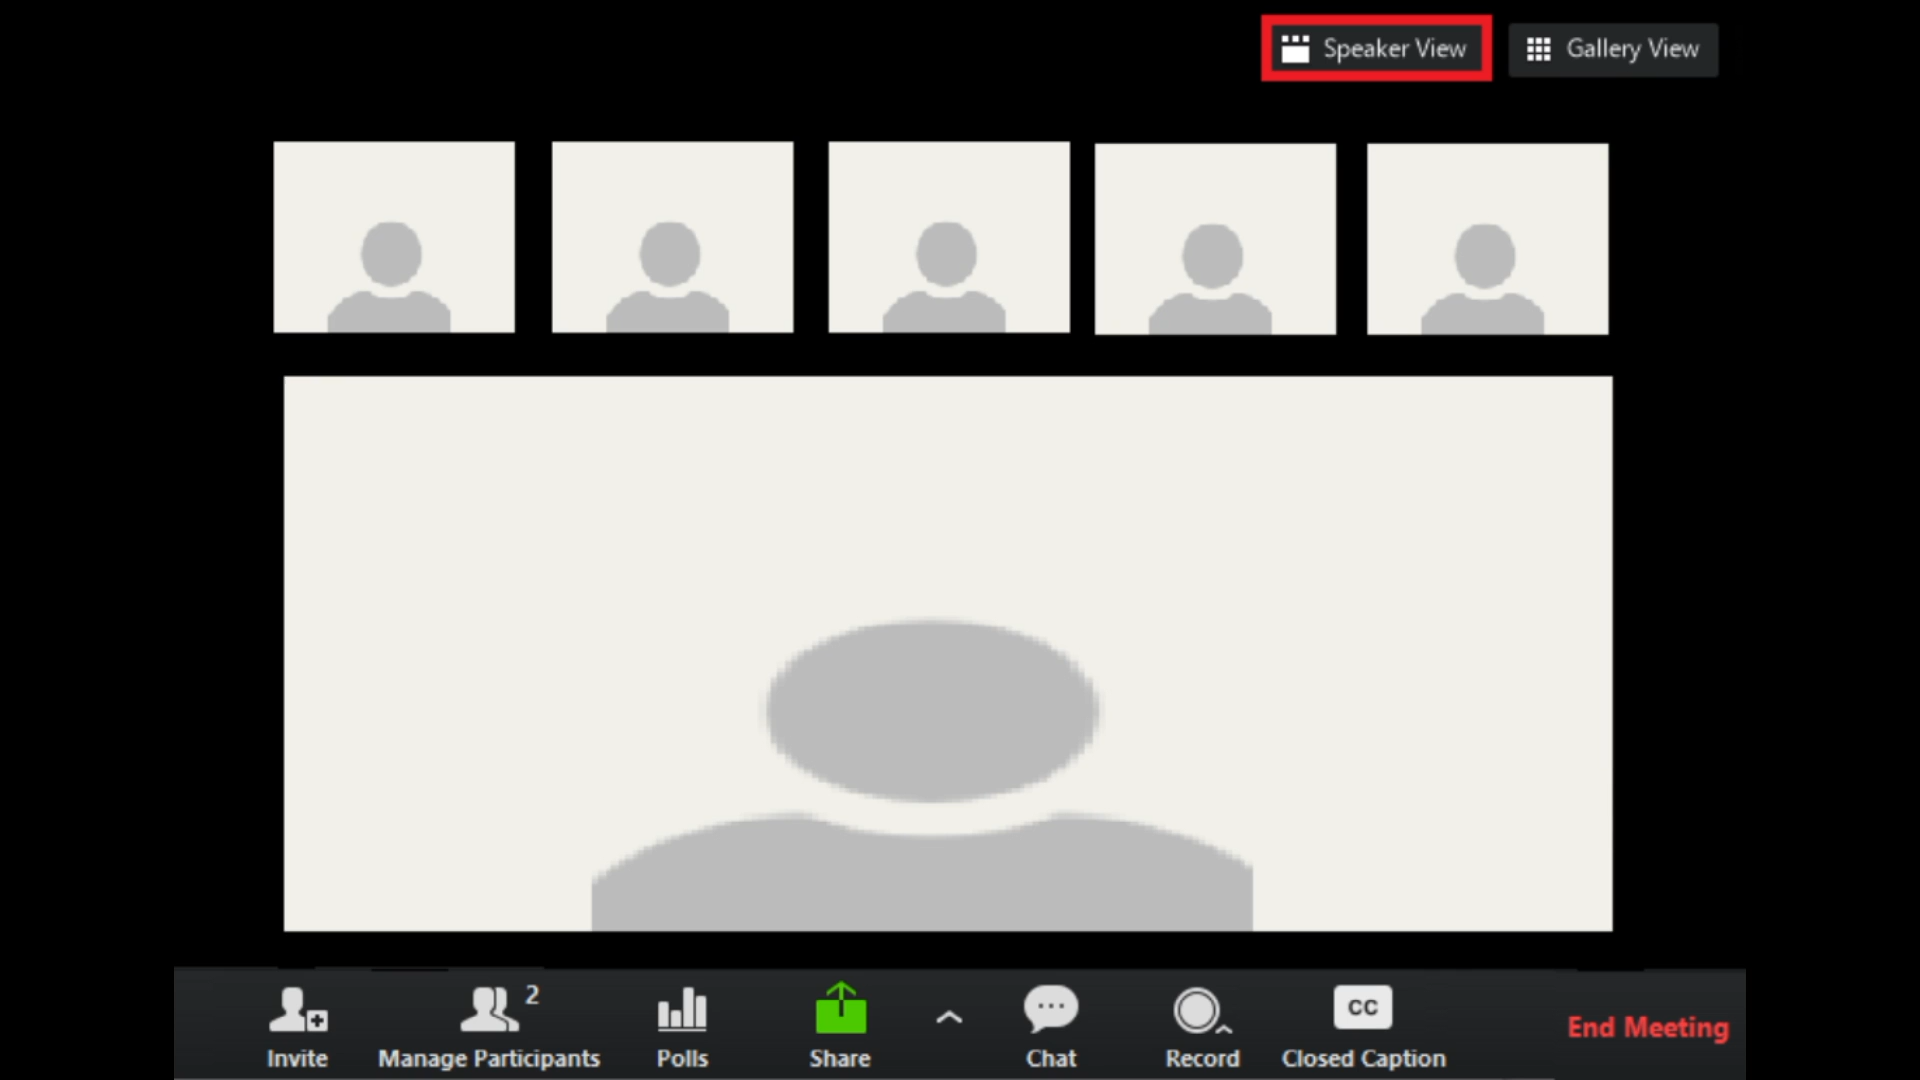 Speaker View
Gallery View
2
Invite
Manage Participants
Polls
Share
Chat
Record
CC
Closed Caption
End Meeting